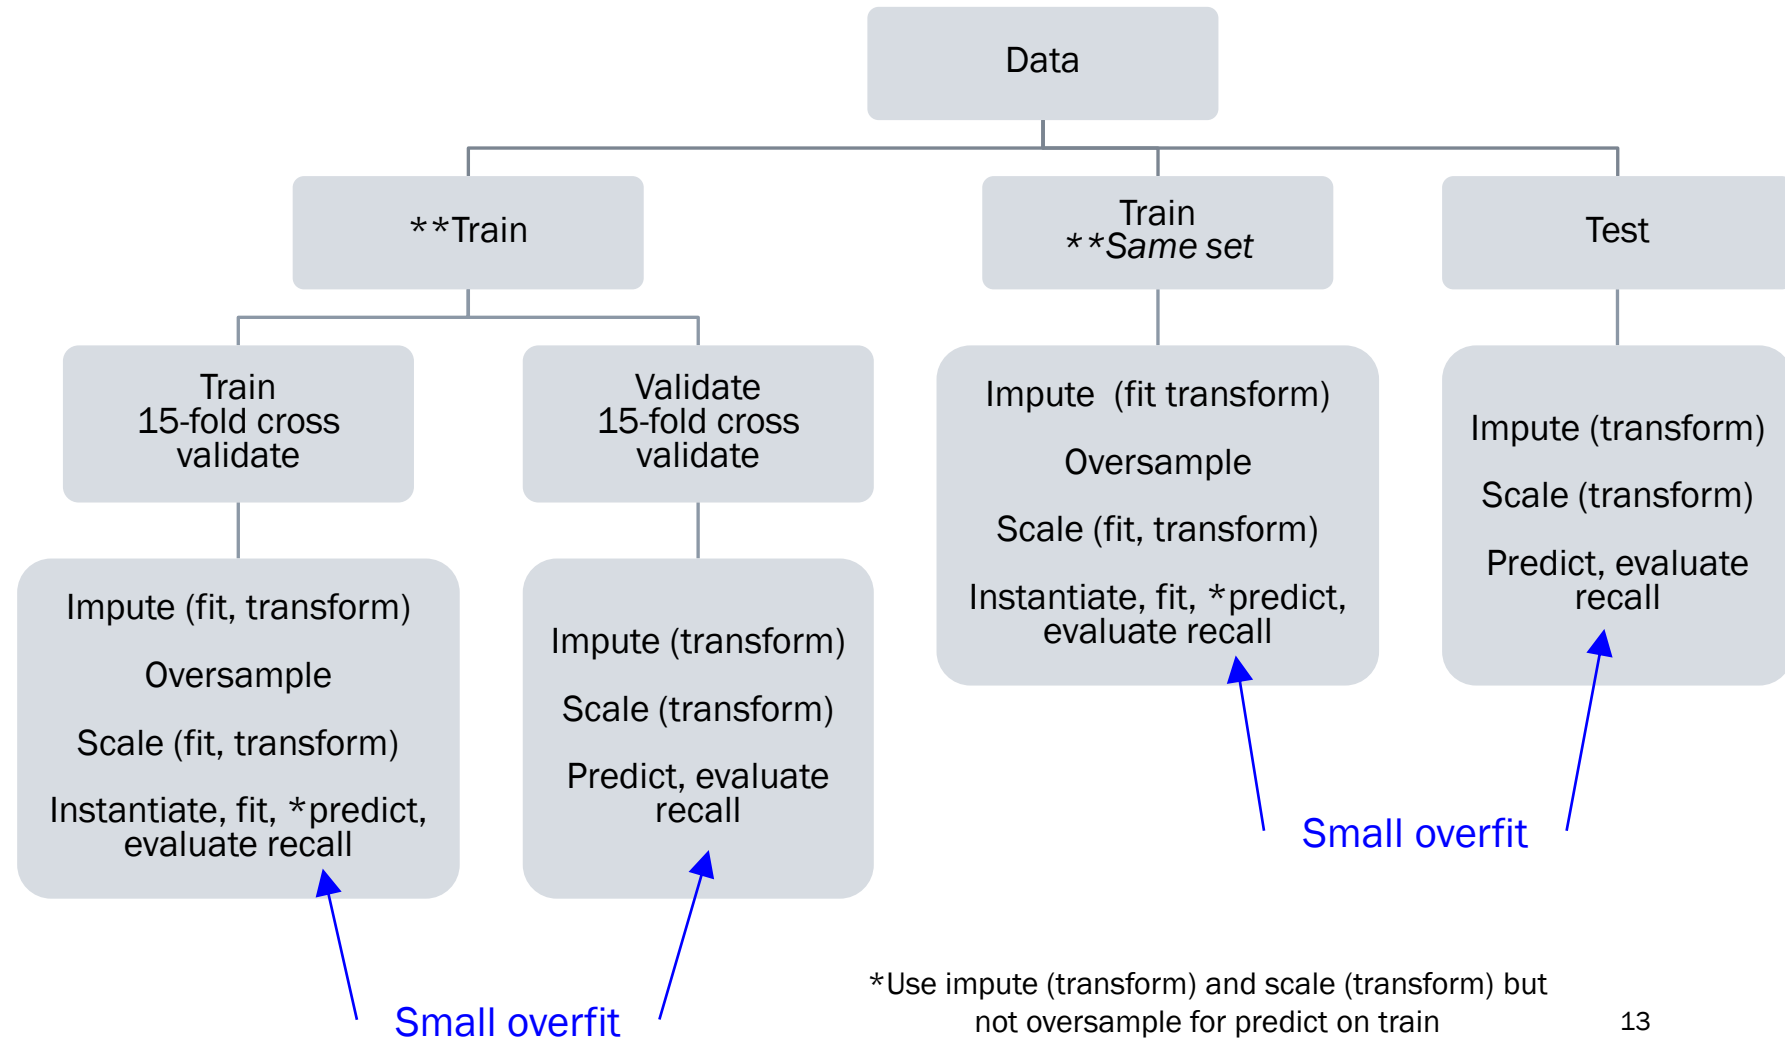 Data
**Train
Train
**Same set
Test
Train
15-fold cross
validate
Validate
15-fold cross
validate
Impute  (fit transform)
Oversample
Scale (fit, transform)
Instantiate, fit, *predict,
evaluate recall
Impute (transform)
Scale (transform)
Predict, evaluate
recall
Impute (fit, transform)
Oversample
Scale (fit, transform)
Instantiate, fit, *predict,
evaluate recall
Impute (transform)
Scale (transform)
Predict, evaluate
recall
Small overfit
Small overfit
*Use impute (transform) and scale (transform) but
not oversample for predict on train
13